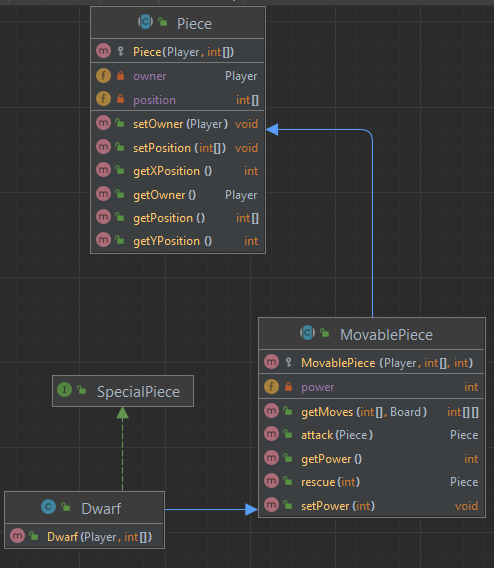 Piece
Piece(Player, int[])
owner Player
position int[]
setOwner(Player) void
setPosition(int[]) void
getXPosition() int
getOwner() Player
getPosition() int[]
getYPosition() int
MovablePiece
MovablePiece(Player, int[], int)
power int
getMoves(int[], Board) int[][]
attack(Piece) Piece
getPower() int
rescue(int) Piece
setPower(int) void
SpecialPiece
Dwarf
Dwarf(Player, int[])